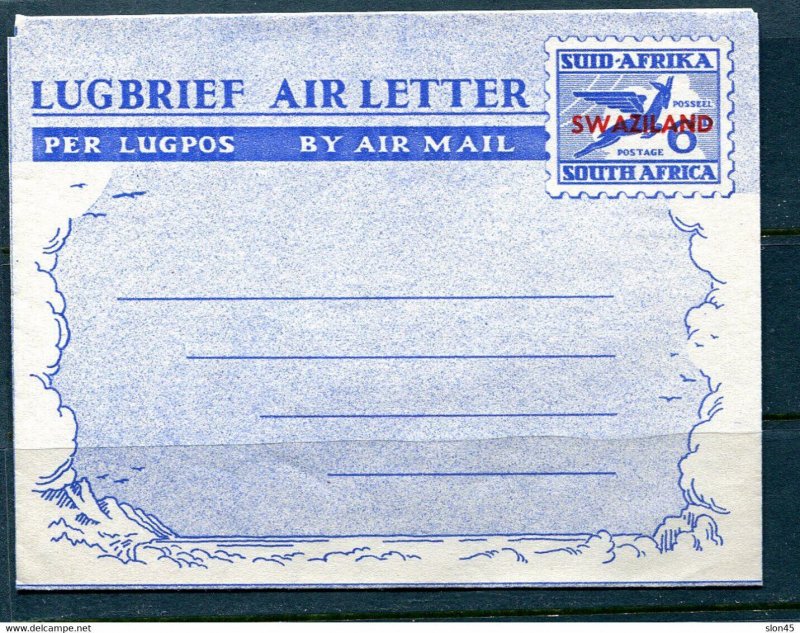 LUGBRIEF AIR LETTER
PER LUGPOS BY AIR MAIL
SUID-AFRIKA
POSSEËL
SWAZILAND
6
POSTAGE
SOUTH AFRICA
www.delcampe.net
slon45